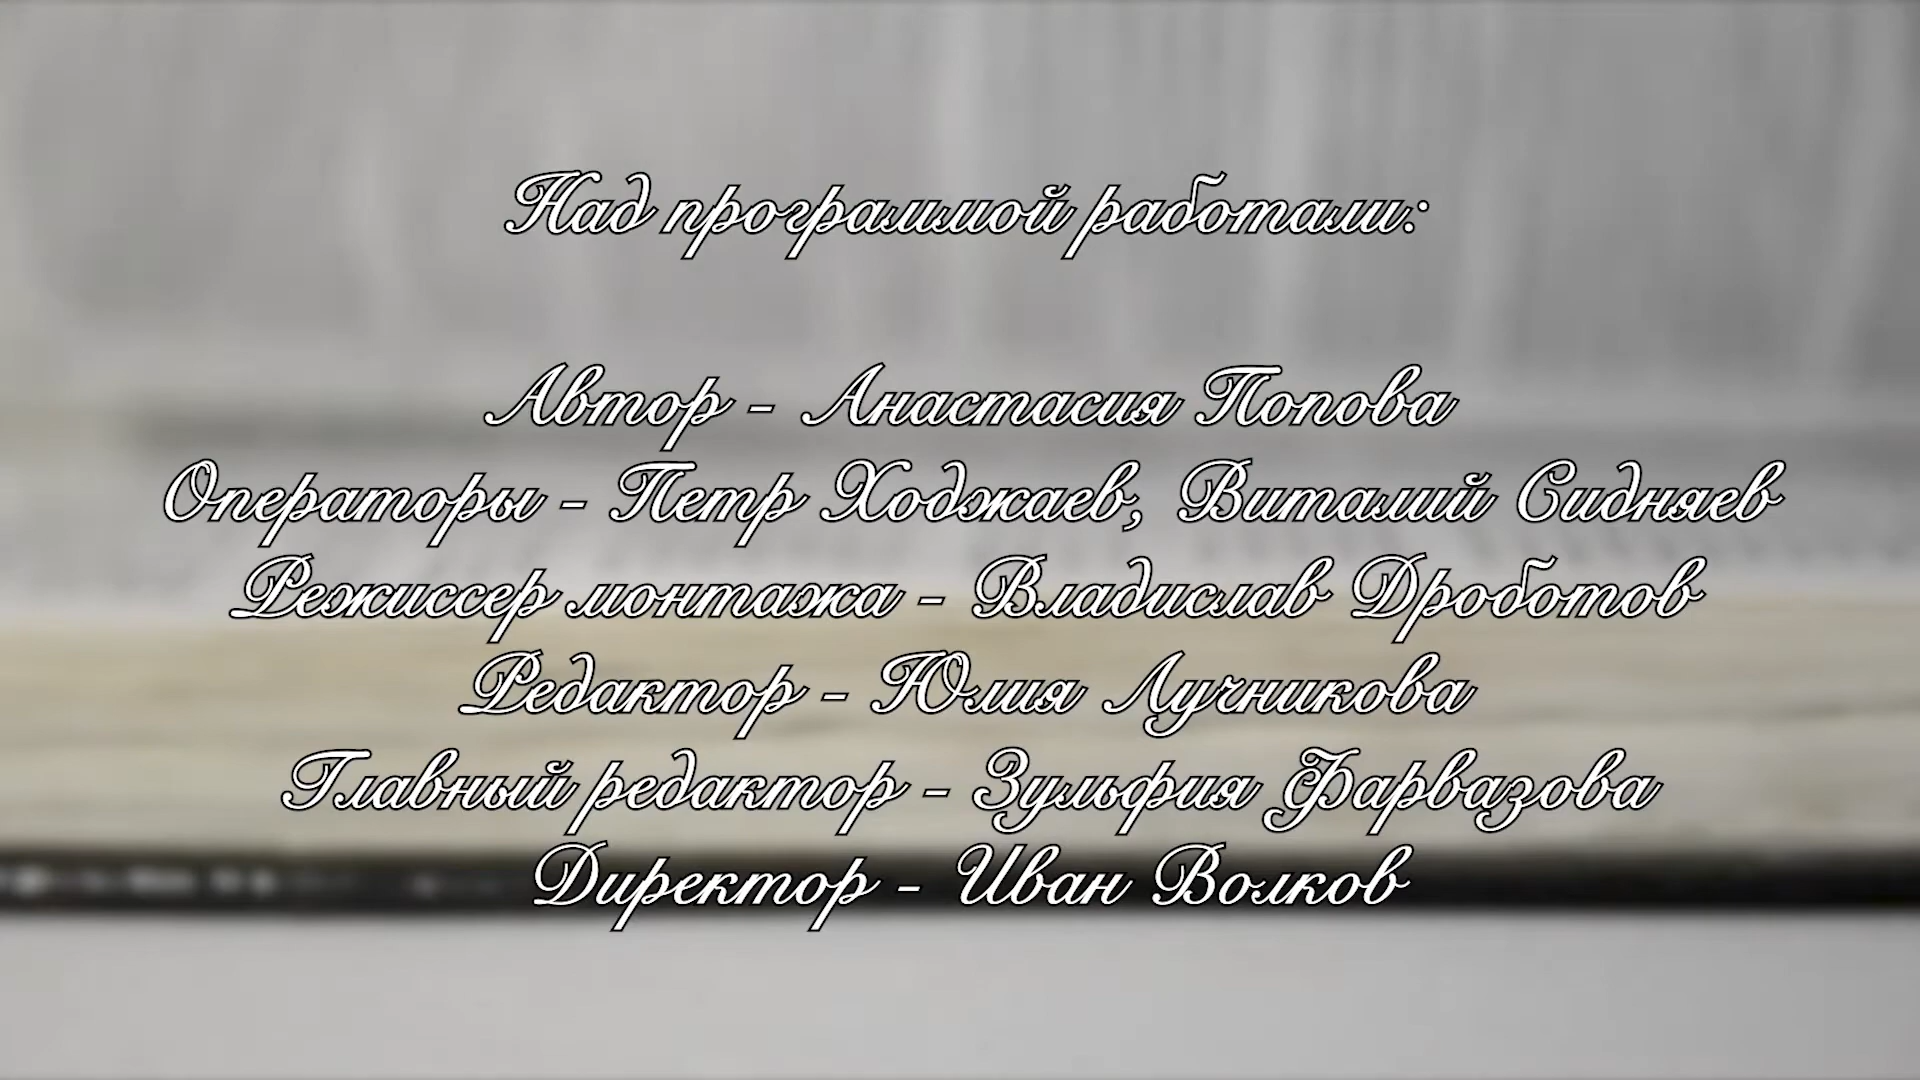 Над программой работали:
Автор - Анастасия Попова
Операторы - Петр Ходжаев, Виталий Сидняев
Режиссер монтажа - Владислав Дроботов
Редактор - Юлия Лучникова
Главный редактор - Зульфия Фарвазова
Директор - Иван Волков